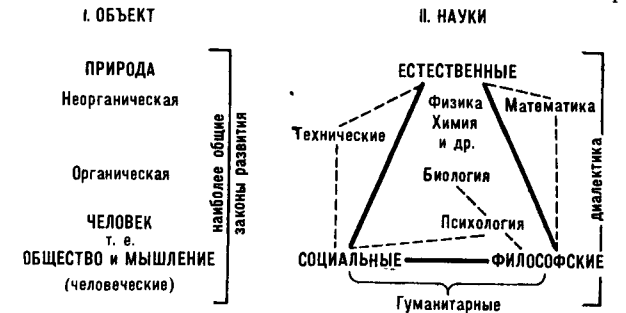 I. ОБЪЕКТ
ПРИРОДА
Неорганическая
Органическая
ЧЕЛОВЕК
т. е.
ОБЩЕСТВО и МЫШЛЕНИЕ
(человеческие)
наиболее общие
законы развития
II. НАУКИ
ЕСТЕСТВЕННЫЕ
Физика
Химия
и др.
Математика
Технические
Биология
Психология
СОЦИАЛЬНЫЕ
ФИЛОСОФСКИЕ
Гуманитарные
диалектика